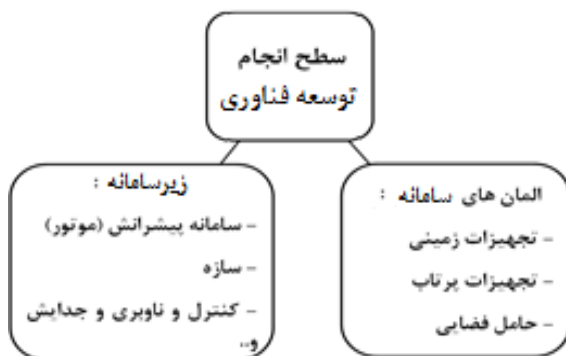 سطح انجام
توسعه فناوری
المان های سامانه :
- تجهیزات زمینی
- تجهیزات پرتاب
- حامل فضایی
زیرسامانه :
- سامانه پیشرانش (موتور)
- سازه
- کنترل و ناوبری و جدایش
و..